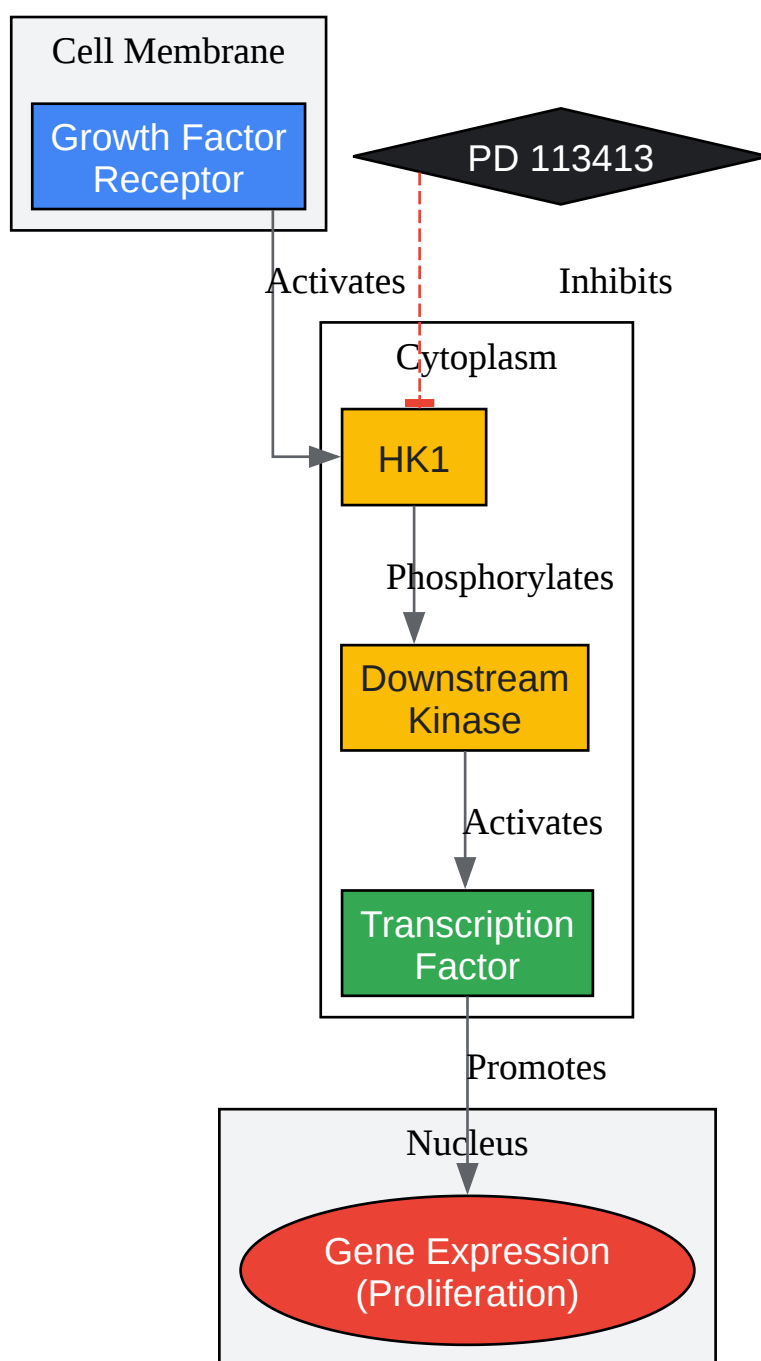 Cell Membrane
Growth Factor
Receptor
PD 113413
Activates
Inhibits
Cytoplasm
HK1
Phosphorylates
Downstream
Kinase
Activates
Transcription
Factor
Promotes
Nucleus
Gene Expression
(Proliferation)